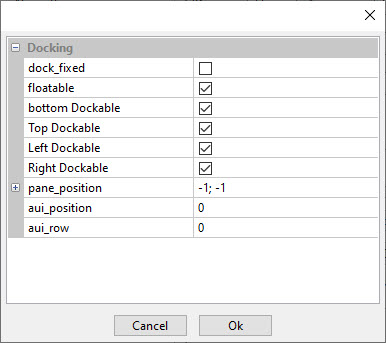 Docking
dock_fixed
floatable
bottom Dockable
Top Dockable
Left Dockable
Right Dockable
pane_position -1; -1
aui_position 0
aui_row 0
Cancel Ok